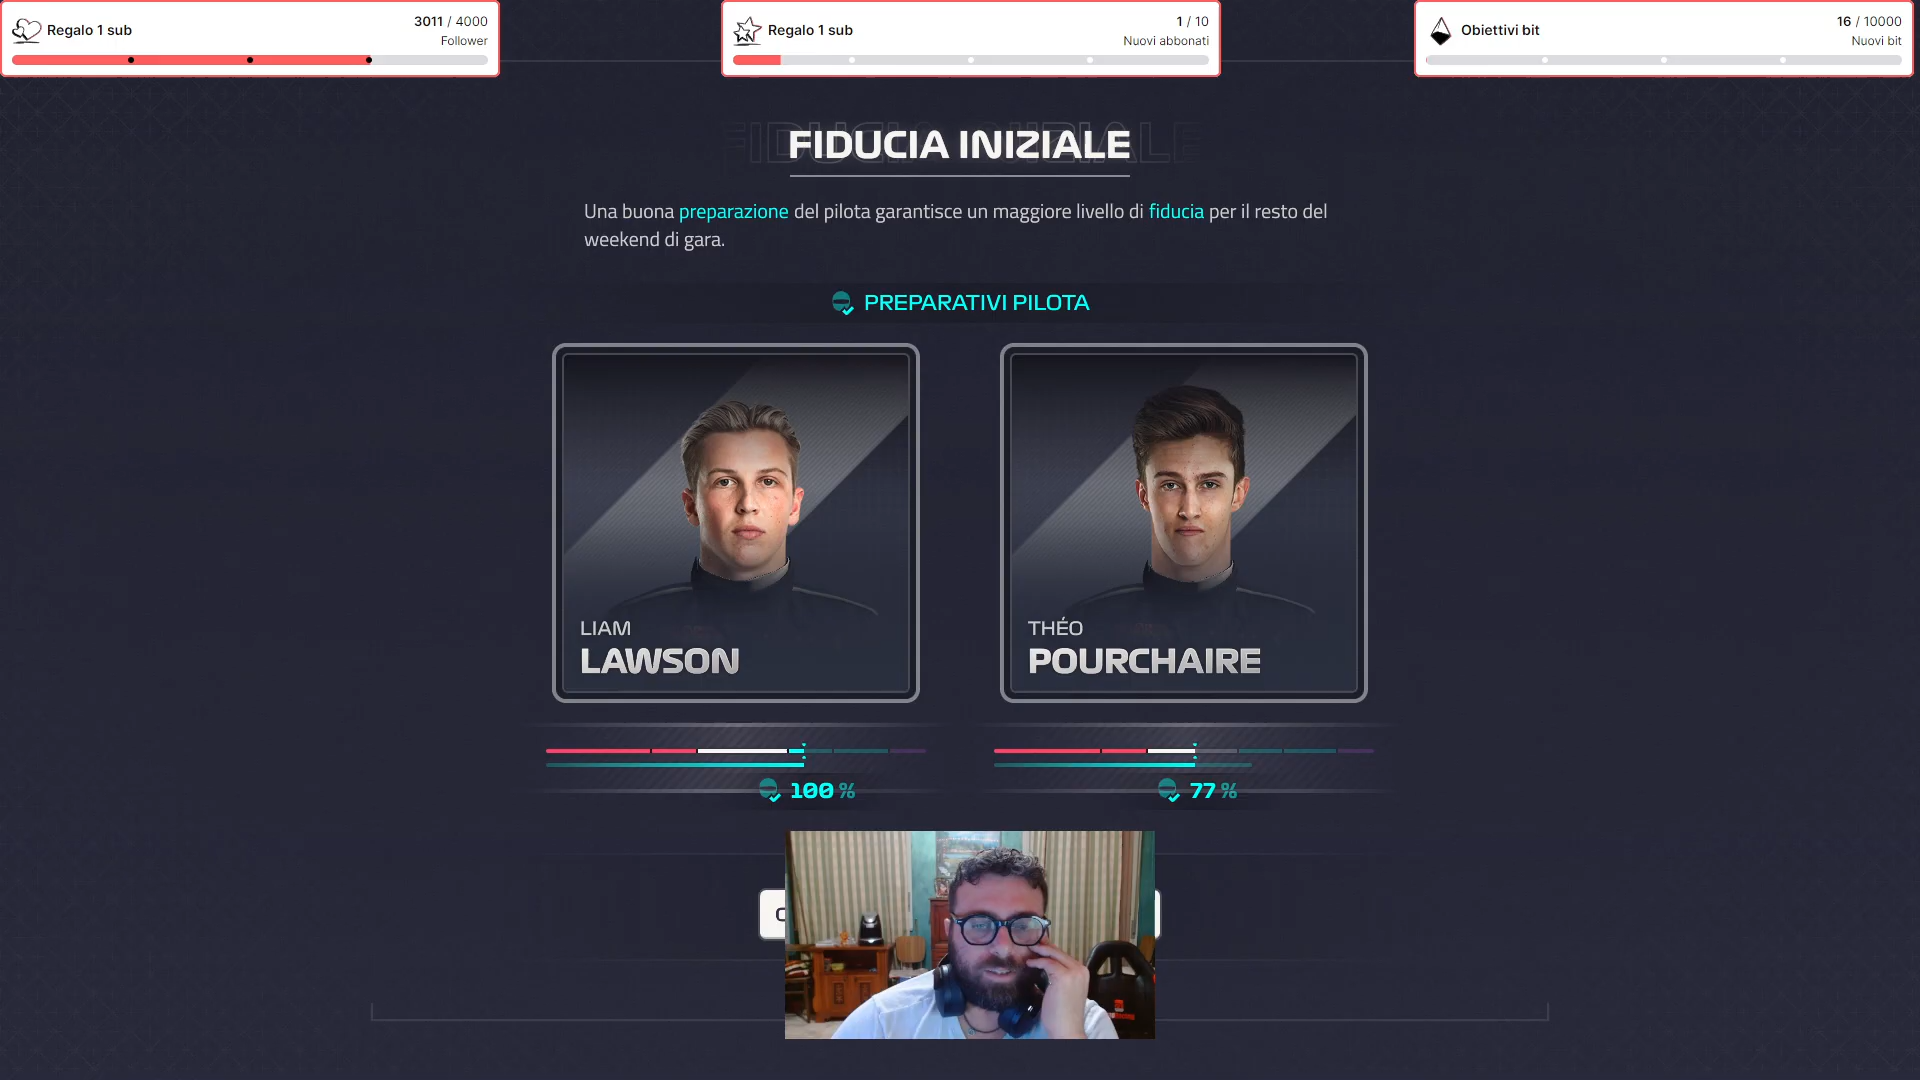 Regalo 1 sub
3011 / 4000
Follower
Regalo 1 sub
1 / 10
Nuovi abbonati
Obiettivi bit
16 / 10000
Nuovi bit
FIDUCIA INIZIALE
Una buona preparazione del pilota garantisce un maggiore livello di fiducia per il resto del
weekend di gara.
PREPARATIVI PILOTA
LIAM
LAWSON
THÉO
POURCHAIRE
100 %
77 %